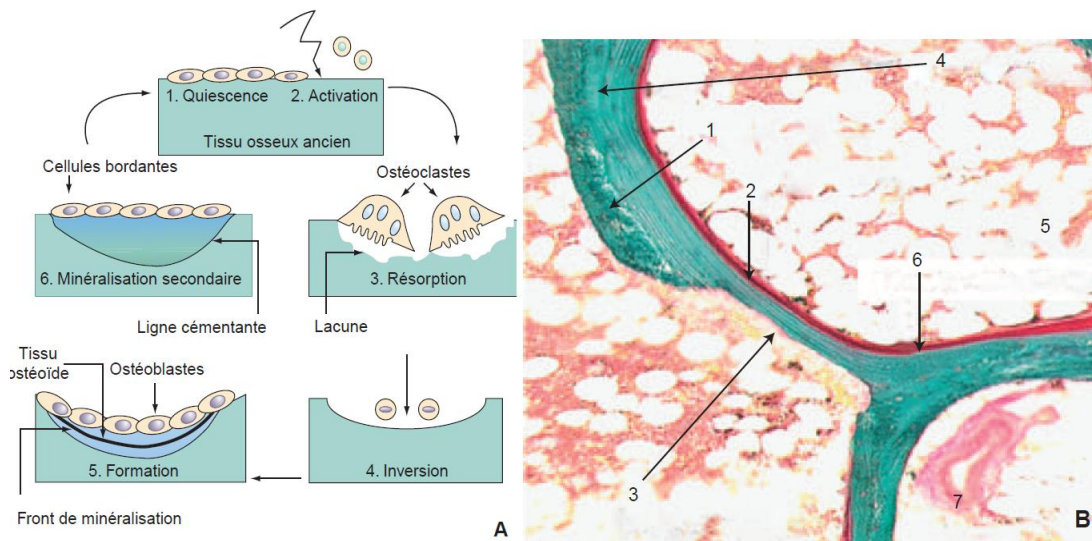 1. Quiescence
2. Activation
Tissu osseux ancien
Cellules bordantes
Ostéoclastes
6. Minéralisation secondaire
3. Résorption
Ligne cémentante
Lacune
Tissu
ostéoïde
Ostéoblastes
5. Formation
4. Inversion
Front de minéralisation
A
4
1
2
5
6
3
7
B